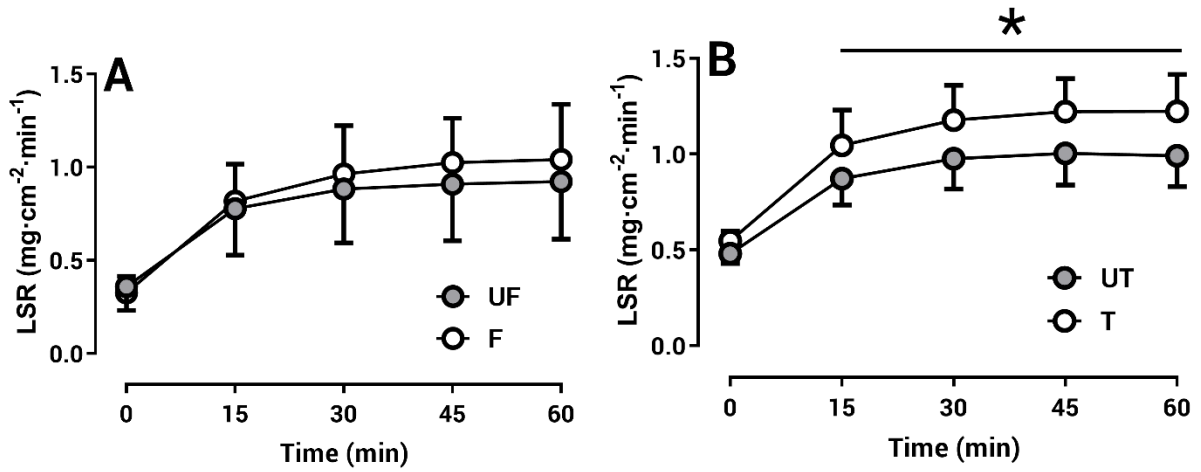 A
LSR (mg·cm⁻²·min⁻¹)
1.5
1.0
0.5
0.0
UF
F
0 15 30 45 60
Time (min)
*
B
LSR (mg·cm⁻²·min⁻¹)
1.5
1.0
0.5
0.0
UT
T
0 15 30 45 60
Time (min)